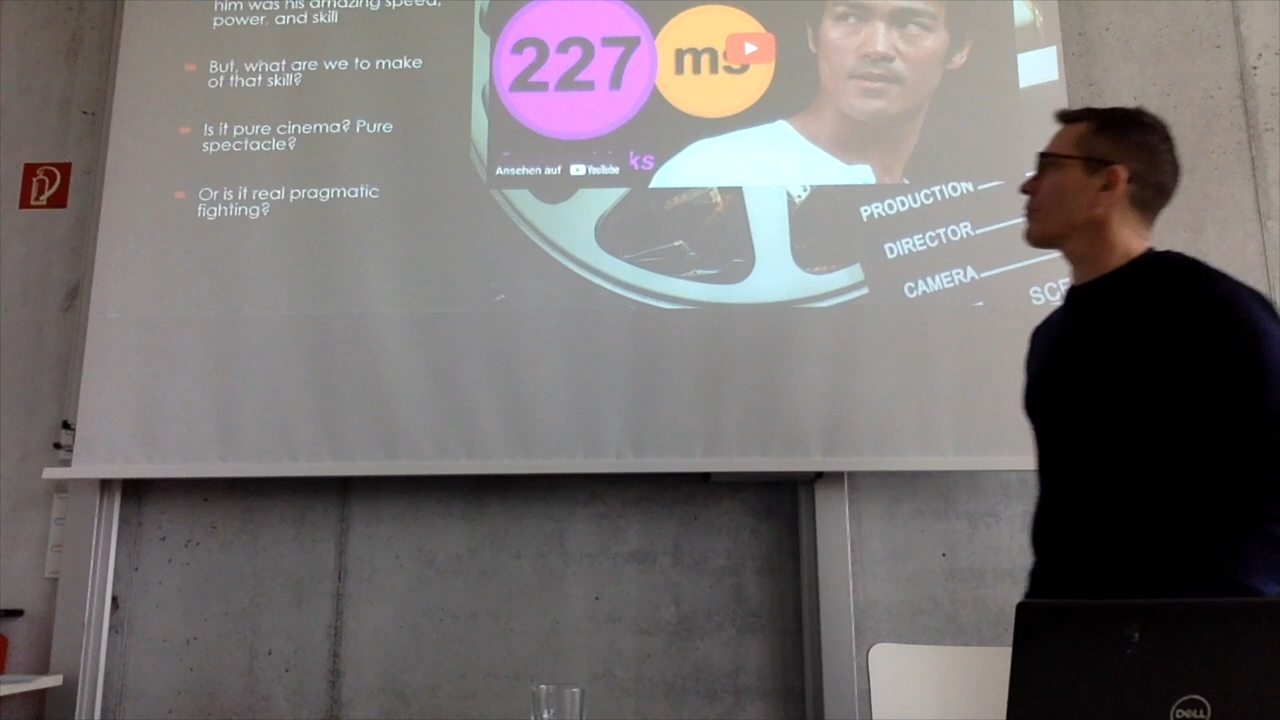 him was his amazing speed,
power, and skill
But, what are we to make
of that skill?
Is it pure cinema? Pure
spectacle?
Or is it real pragmatic
fighting?
227
ms
ks
Ansehen auf YouTube
PRODUCTION
DIRECTOR
CAMERA
DELL